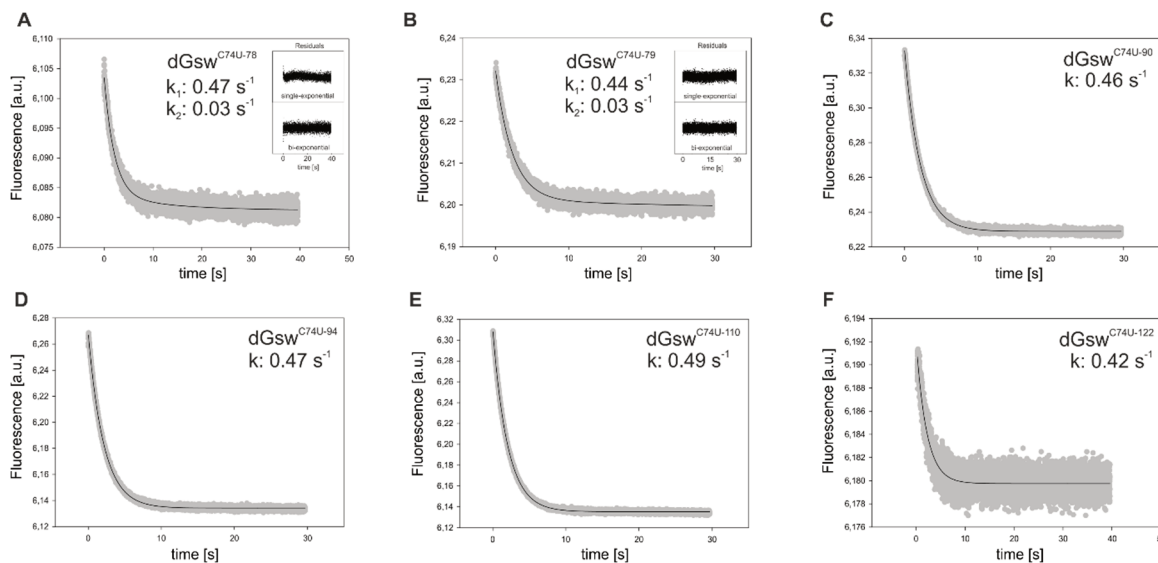 A
dGsw^C74U-78
k₁: 0.47 s⁻¹
k₂: 0.03 s⁻¹
Residuals
single-exponential
bi-exponential
0 20 40
time [s]
6,110
6,105
6,100
6,095
6,090
6,085
6,080
6,075
Fluorescence [a.u.]
0 10 20 30 40 50
time [s]
B
dGsw^C74U-79
k₁: 0.44 s⁻¹
k₂: 0.03 s⁻¹
Residuals
single-exponential
bi-exponential
0 15 30
time [s]
6,24
6,23
6,22
6,21
6,20
6,19
Fluorescence [a.u.]
0 10 20 30
time [s]
C
dGsw^C74U-90
k: 0.46 s⁻¹
6,34
6,32
6,30
6,28
6,26
6,24
6,22
Fluorescence [a.u.]
0 10 20 30
time [s]
D
dGsw^C74U-94
k: 0.47 s⁻¹
6,28
6,26
6,24
6,22
6,20
6,18
6,16
6,14
6,12
Fluorescence [a.u.]
0 10 20 30
time [s]
E
dGsw^C74U-110
k: 0.49 s⁻¹
6,32
6,30
6,28
6,26
6,24
6,22
6,20
6,18
6,16
6,14
6,12
Fluorescence [a.u.]
0 10 20 30
time [s]
F
dGsw^C74U-122
k: 0.42 s⁻¹
6,194
6,192
6,190
6,188
6,186
6,184
6,182
6,180
6,178
6,176
Fluorescence [a.u.]
0 10 20 30 40
time [s]